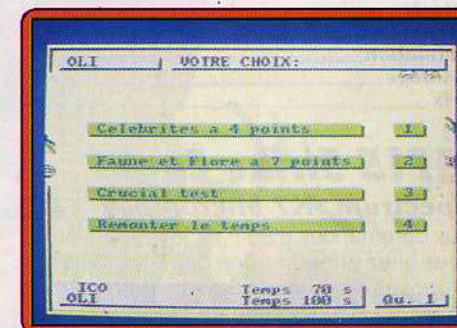 OLI VOTRE CHOIX:
Celebrites a 4 points 1
Faune et Flore a 7 points 2
Crucial test 3
Remonter le temps 4
ICO Temps 70 s
OLI Temps 100 s Qu. 1